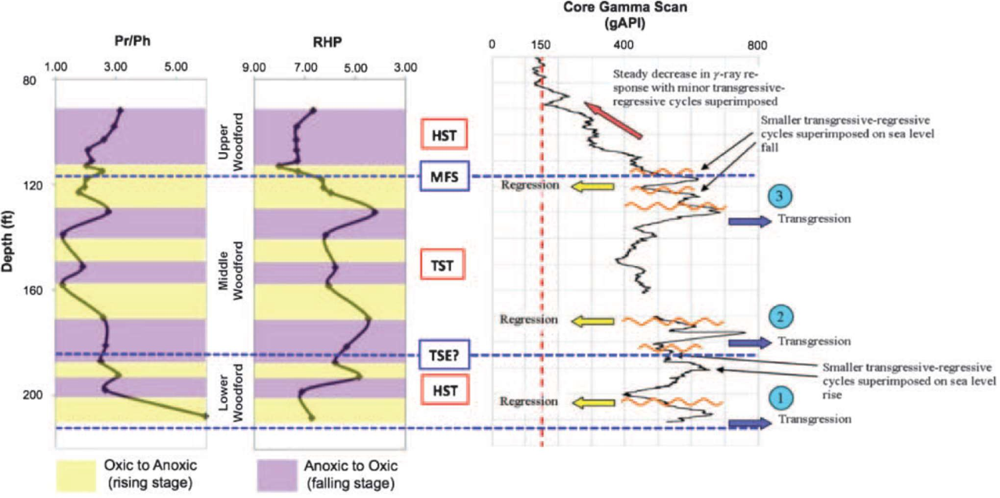 Core Gamma Scan
(gAPI)
Pr/Ph
RHP
0 150 400 800
1.00 3.00 5.00
9.00 7.00 5.00 3.00
80
120
160
200
Depth (ft)
Upper
Woodford
Middle
Woodford
Lower
Woodford
HST
MFS
TST
TSE?
HST
Steady decrease in γ-ray re-
sponse with minor transgressive-
regressive cycles superimposed
Smaller transgressive-regressive
cycles superimposed on sea level
fall
Regression
3
Transgression
2
Regression
Transgression
Smaller transgressive-regressive
cycles superimposed on sea level
rise
1
Regression
Transgression
Oxic to Anoxic
(rising stage)
Anoxic to Oxic
(falling stage)